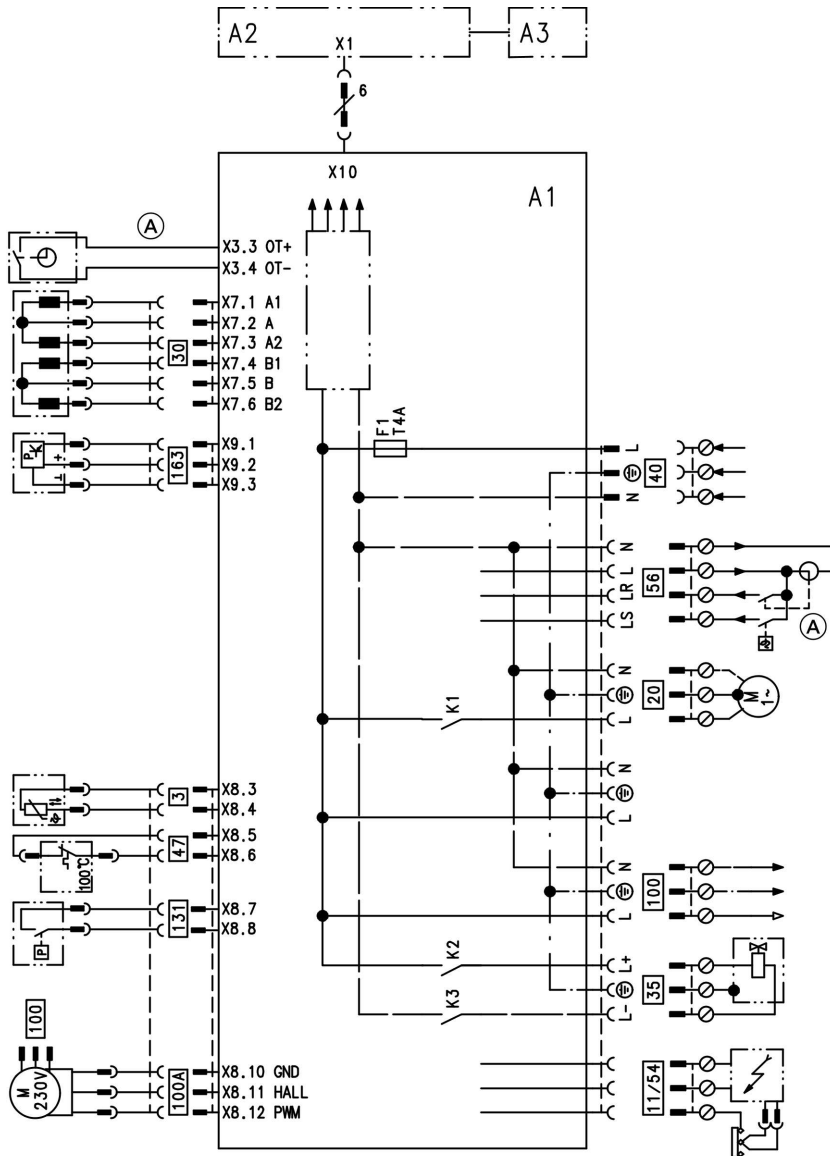 A2
A3
X1
6
X10
A1
A
X3.3 OT+
X3.4 OT-
X7.1 A1
X7.2 A
X7.3 A2
X7.4 B1
X7.5 B
X7.6 B2
30
F1
T4A
L
N
40
P
K
+
X9.1
X9.2
X9.3
163
N
L
LR
LS
56
A
K1
N
L
20
M
1~
N
L
X8.3
X8.4
3
X8.5
X8.6
47
100°C
N
L
100
X8.7
X8.8
131
P
K2
K3
L+
L-
35
100
M
230V
100A
X8.10 GND
X8.11 HALL
X8.12 PWM
11/54